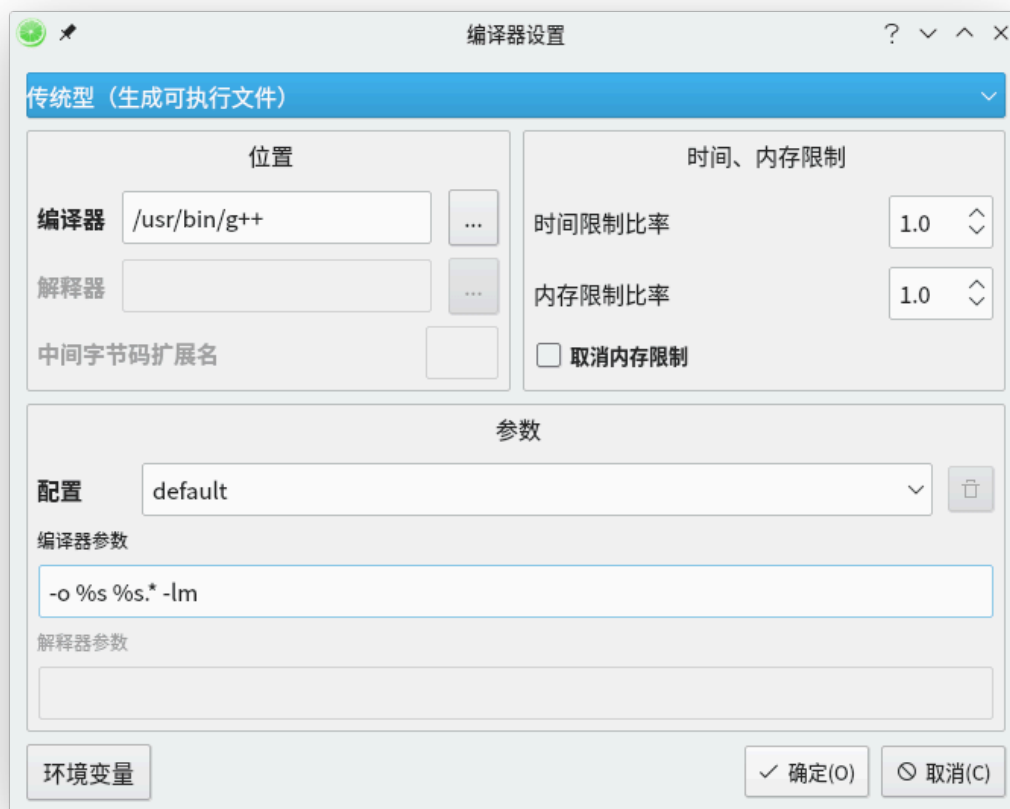 编译器设置
传统型（生成可执行文件）
位置
编译器 /usr/bin/g++ ...
解释器 ...
中间字节码扩展名
时间、内存限制
时间限制比率 1.0
内存限制比率 1.0
取消内存限制
参数
配置 default
编译器参数
-o %s %s.* -lm
解释器参数
环境变量 确定(O) 取消(C)